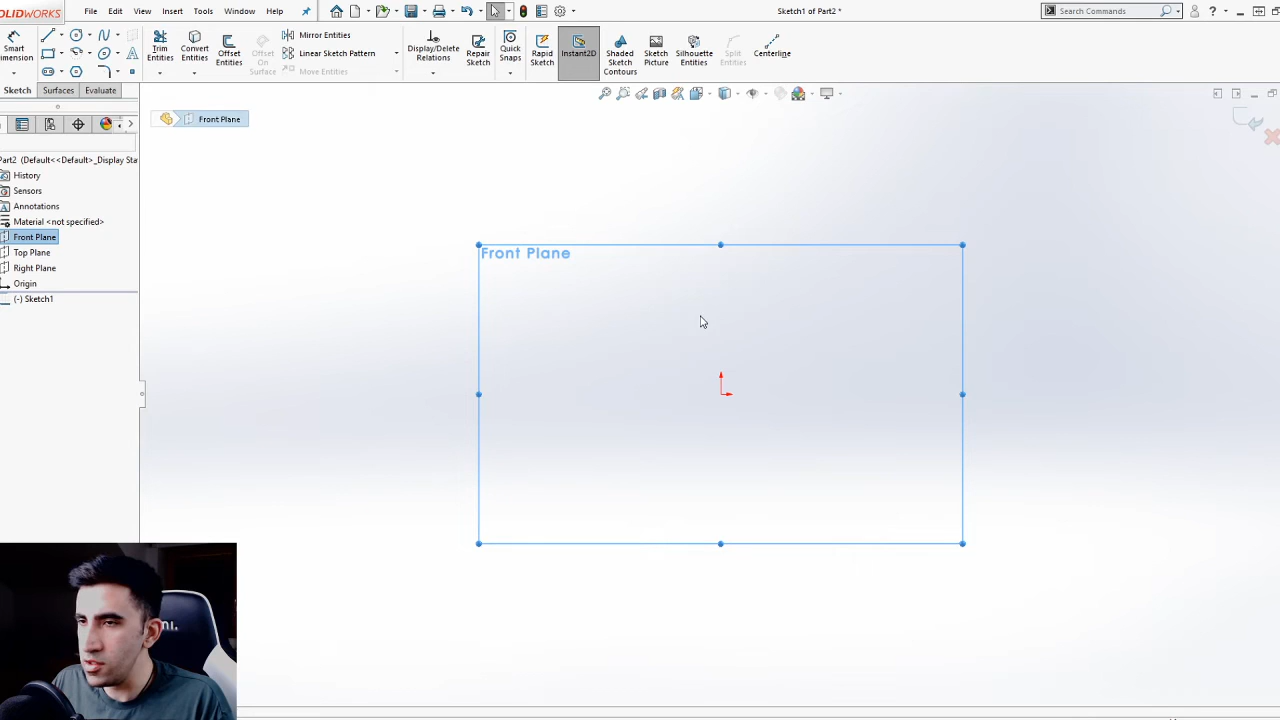 SOLIDWORKS
File Edit View Insert Tools Window Help
Sketch1 of Part2 *
Search Commands
?
Smart Dimension
Trim Entities
Convert Entities
Offset Entities
Offset On Surface
Mirror Entities
Linear Sketch Pattern
Move Entities
Display/Delete Relations
Repair Sketch
Quick Snaps
Rapid Sketch
Instant2D
Shaded Sketch Contours
Sketch Picture
Silhouette Entities
Split Entities
Centerline
Sketch Surfaces Evaluate
Front Plane
Part2 (Default<<Default>_Display Sta
History
Sensors
Annotations
Material <not specified>
Front Plane
Top Plane
Right Plane
Origin
(-) Sketch1
Front Plane